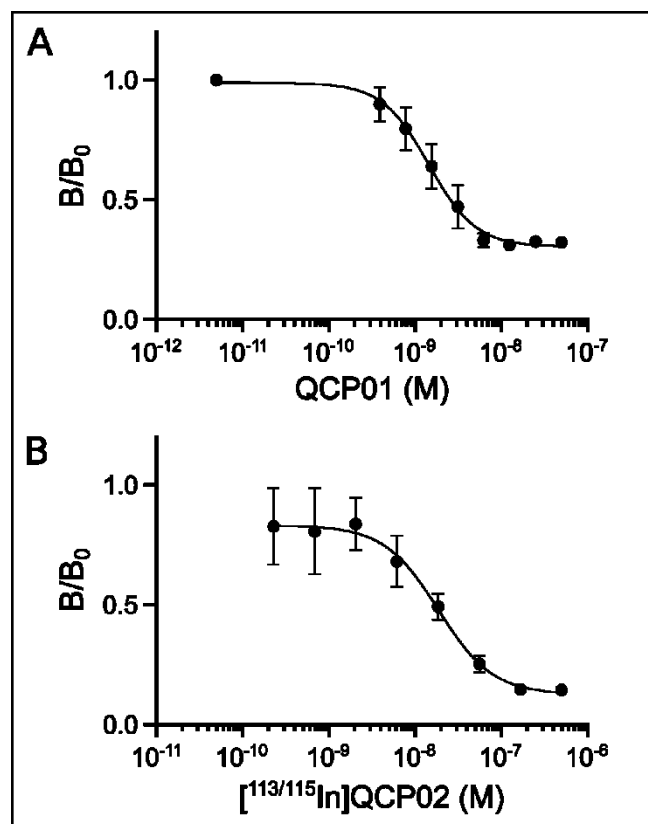 A
B/B₀
1.0
0.5
0.0
10⁻¹² 10⁻¹¹ 10⁻¹⁰ 10⁻⁹ 10⁻⁸ 10⁻⁷
QCP01 (M)
B
B/B₀
1.0
0.5
0.0
10⁻¹¹ 10⁻¹⁰ 10⁻⁹ 10⁻⁸ 10⁻⁷ 10⁻⁶
[¹¹³/¹¹⁵In]QCP02 (M)